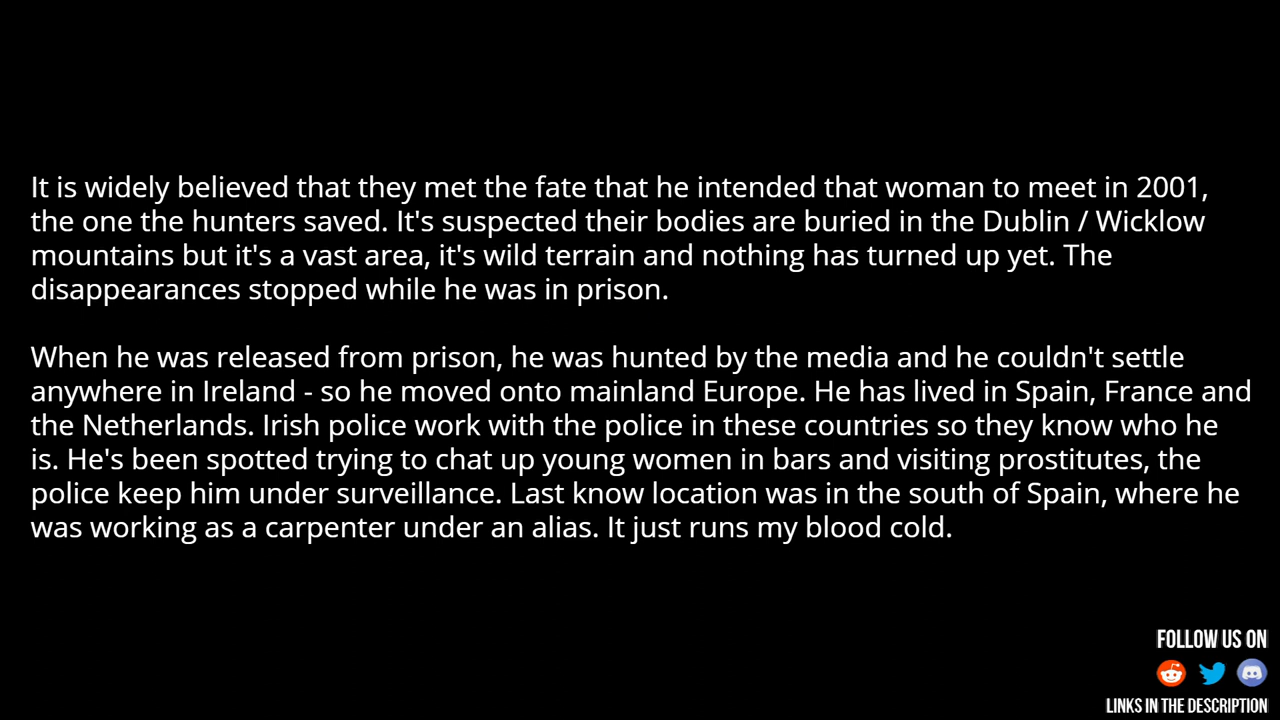 It is widely believed that they met the fate that he intended that woman to meet in 2001,
the one the hunters saved. It's suspected their bodies are buried in the Dublin / Wicklow
mountains but it's a vast area, it's wild terrain and nothing has turned up yet. The
disappearances stopped while he was in prison.
When he was released from prison, he was hunted by the media and he couldn't settle
anywhere in Ireland - so he moved onto mainland Europe. He has lived in Spain, France and
the Netherlands. Irish police work with the police in these countries so they know who he
is. He's been spotted trying to chat up young women in bars and visiting prostitutes, the
police keep him under surveillance. Last know location was in the south of Spain, where he
was working as a carpenter under an alias. It just runs my blood cold.
FOLLOW US ON
LINKS IN THE DESCRIPTION